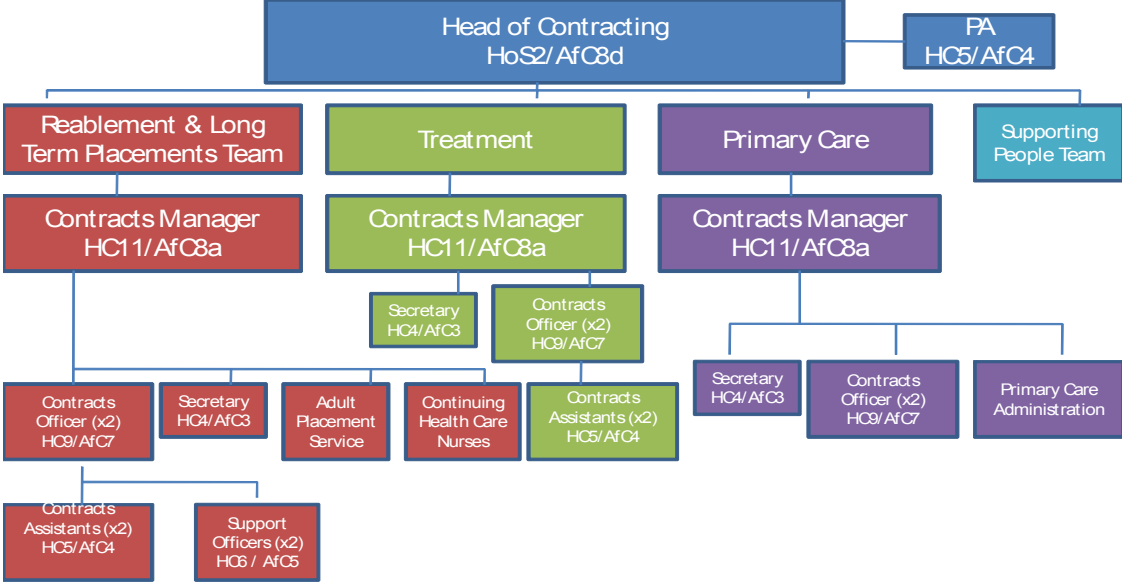 Head of Contracting
HoS2/AfC8d
PA
HC5/AfC4
Reablement & Long
Term Placements Team
Treatment
Primary Care
Supporting
People Team
Contracts Manager
HC11/AfC8a
Contracts Manager
HC11/AfC8a
Contracts Manager
HC11/AfC8a
Secretary
HC4/AfC3
Contracts
Officer (x2)
HC9/AfC7
Contracts
Officer (x2)
HC9/AfC7
Secretary
HC4/AfC3
Adult
Placement
Service
Continuing
Health Care
Nurses
Contracts
Assistants (x2)
HC5/AfC4
Secretary
HC4/AfC3
Contracts
Officer (x2)
HC9/AfC7
Primary Care
Administration
Contracts
Assistants (x2)
HC5/AfC4
Support
Officers (x2)
HC6 / AfC5